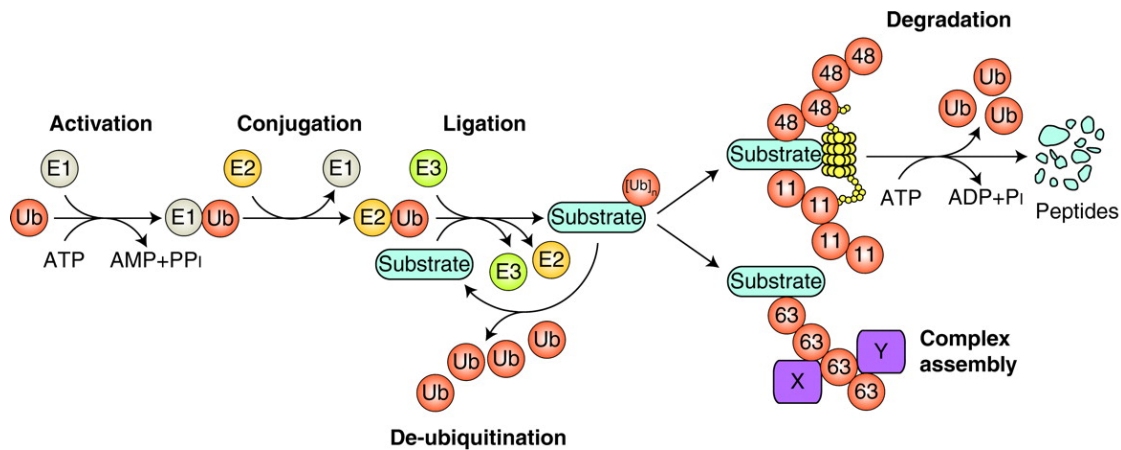 Degradation
48
48
48
48
Ub
Ub
Ub
Activation
Conjugation
Ligation
E1
E2
E1
E3
Substrate
[Ub]n
Ub
E1
Ub
E2
Ub
Substrate
ATP
AMP+PPI
Substrate
E3
E2
11
11
11
11
ATP
ADP+PI
Peptides
Substrate
63
63
63
63
X
Y
Complex
assembly
Ub
Ub
Ub
Ub
De-ubiquitination